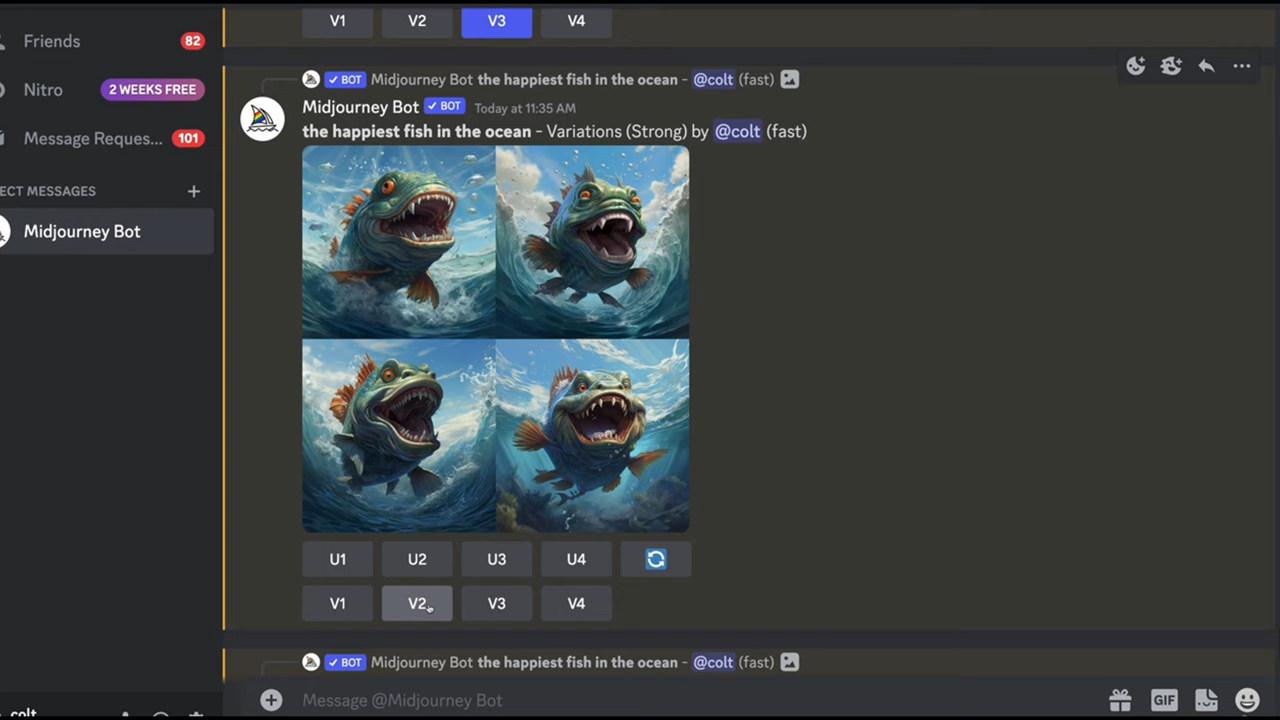 V1 V2 V3 V4
Friends 82
Nitro 2 WEEKS FREE
Message Reques... 101
ECT MESSAGES +
Midjourney Bot
✓ BOT Midjourney Bot the happiest fish in the ocean - @colt (fast)
Midjourney Bot ✓ BOT Today at 11:35 AM
the happiest fish in the ocean - Variations (Strong) by @colt (fast)
U1 U2 U3 U4
V1 V2 V3 V4
✓ BOT Midjourney Bot the happiest fish in the ocean - @colt (fast)
Message @Midjourney Bot
GIF
colt